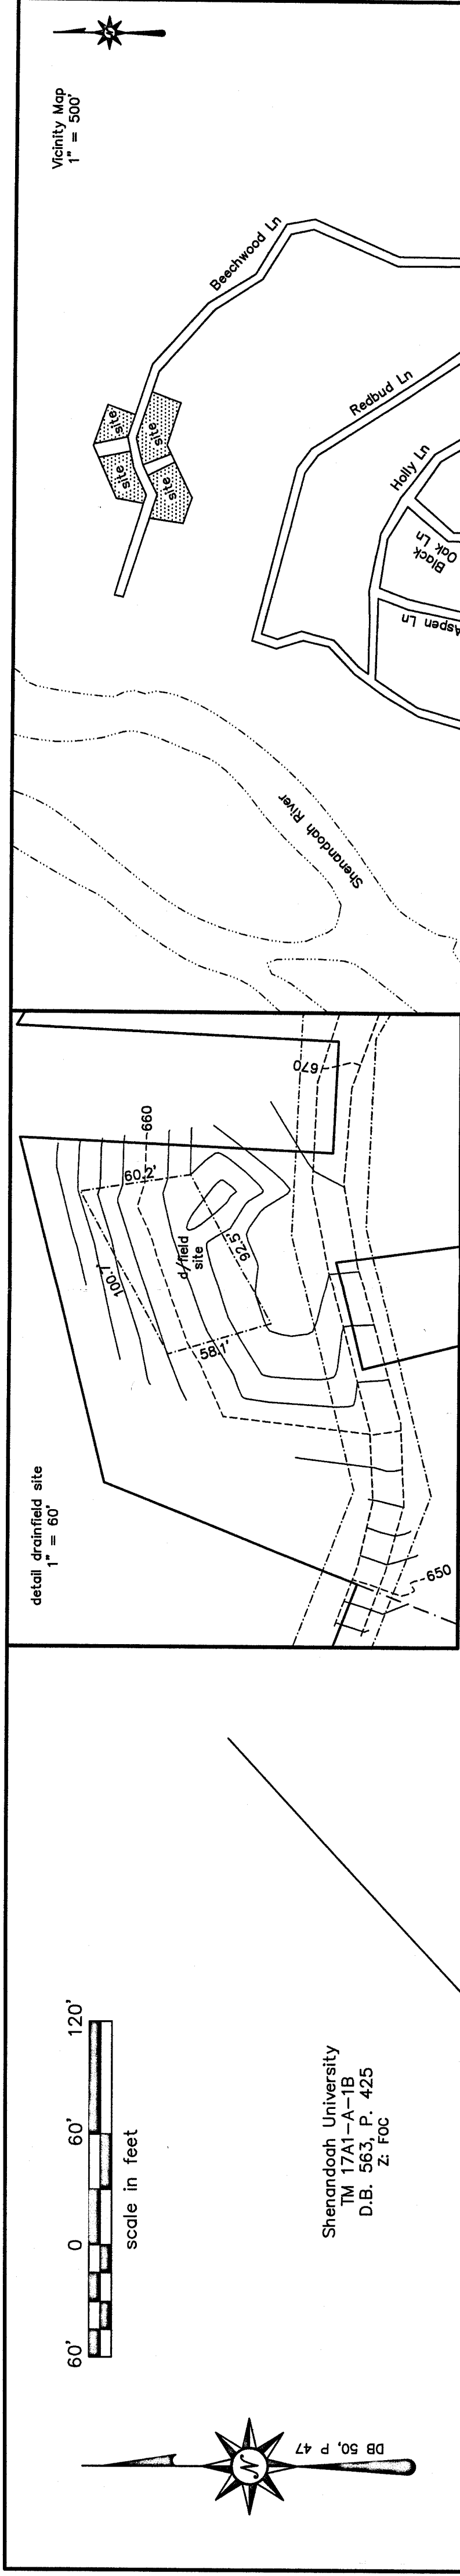 60'
0
60'
120'
scale in feet
N
DB 50, P 47
Shenandoah University
TM 17A1-A-1B
D.B. 563, P. 425
Z: FOC
detail drainfield site
1" = 60'
100.7'
60.2'
660
d/field
site
58.1'
92.5'
670
650
Vicinity Map
1" = 500'
site
site
site
site
Beechwood Ln
Redbud Ln
Holly Ln
Black
Oak Ln
Aspen Ln
Shenandoah River